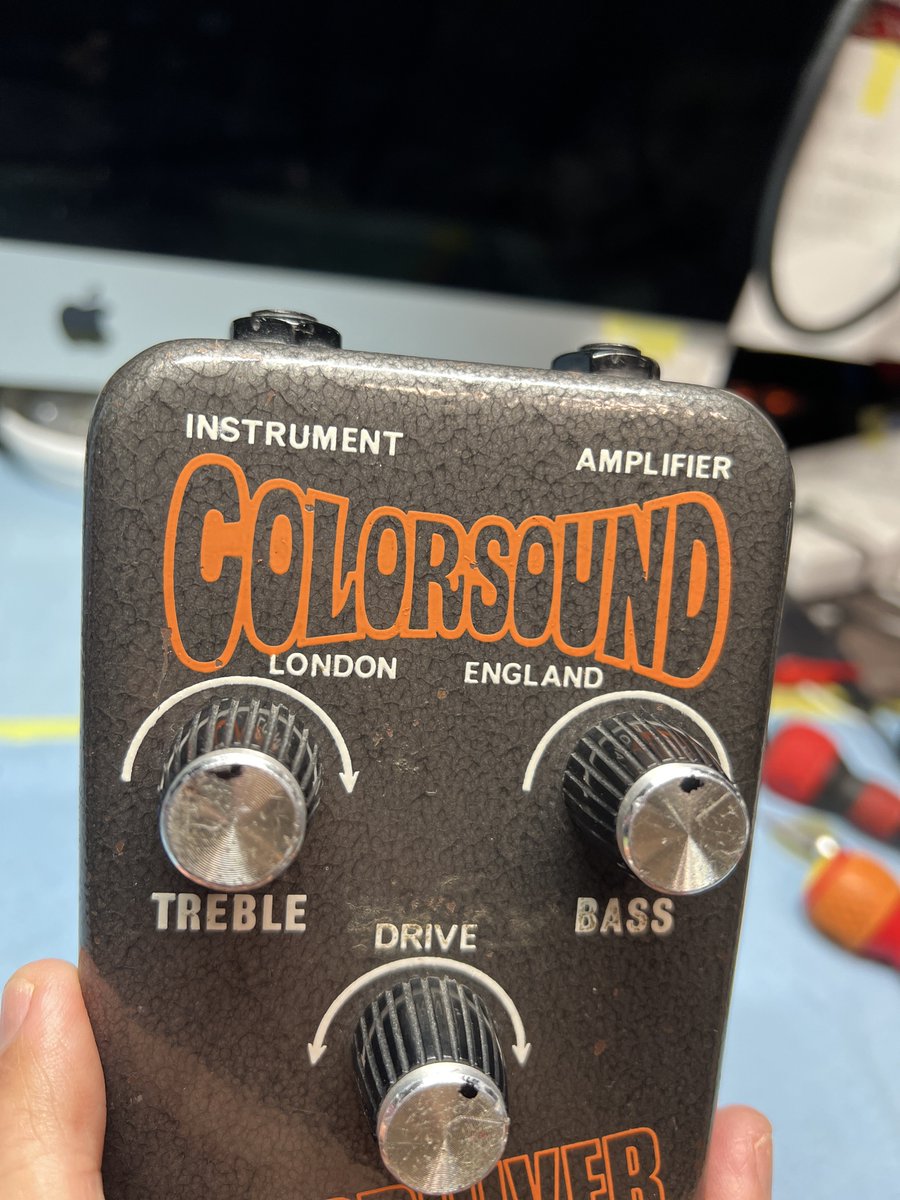 INSTRUMENT
AMPLIFIER
COLORSOUND
LONDON ENGLAND
TREBLE
BASS
DRIVE